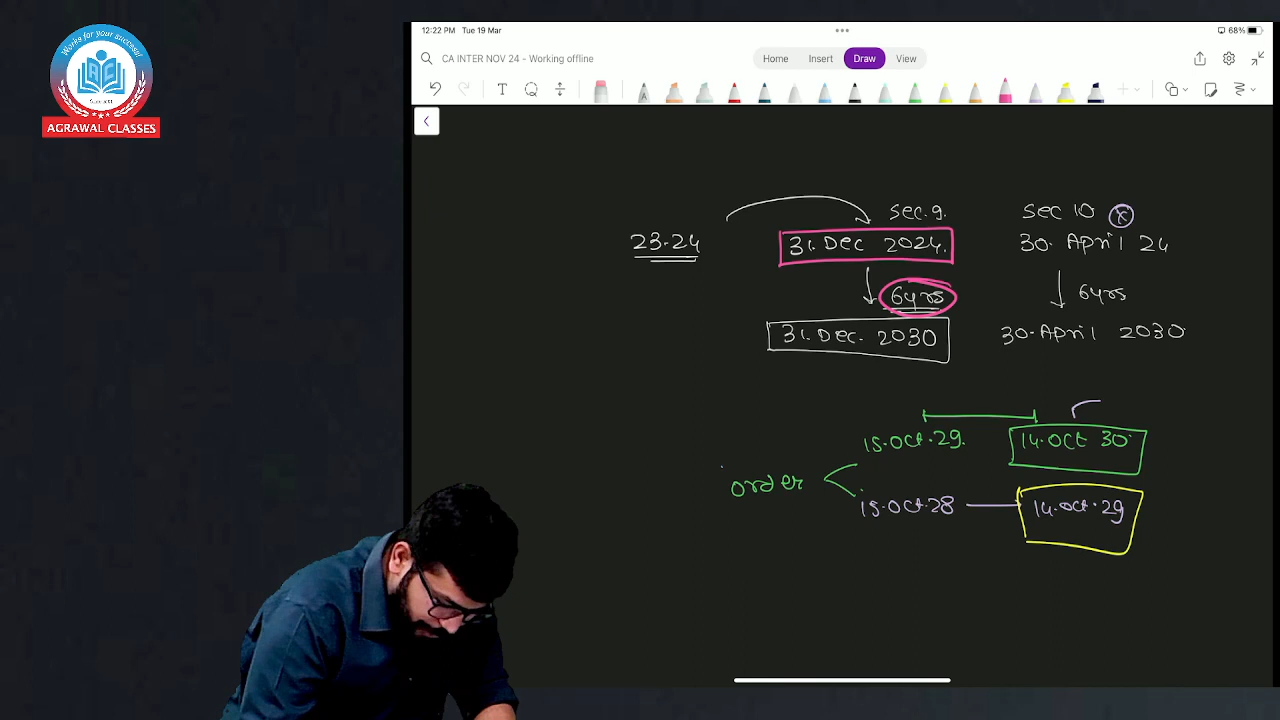 Works for your successful
AC
AGRAWAL CLASSES
12:22 PM Tue 19 Mar
68%
CA INTER NOV 24 - Working offline
Home Insert Draw View
sec. 9. sec 10 x
23-24 31. Dec 2024. 30. April 24
6yrs 6yrs
31. Dec. 2030 30. April 2030
15.Oct.29. 14.Oct 30.
order
15.Oct.28 14.Oct.29